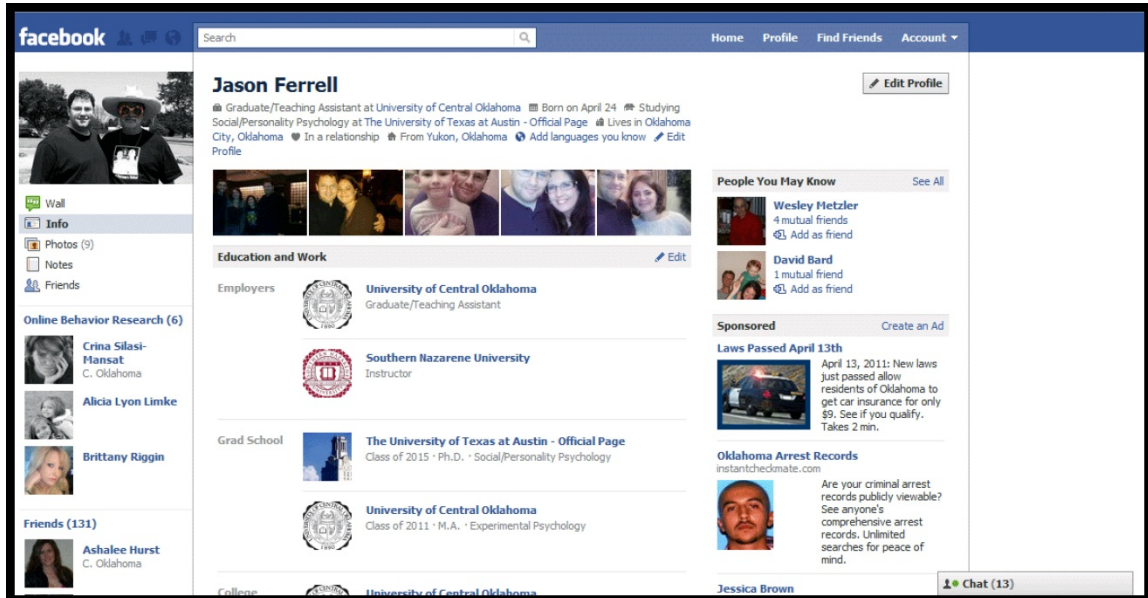 facebook
Search
Home Profile Find Friends Account
Jason Ferrell
Edit Profile
Graduate/Teaching Assistant at University of Central Oklahoma Born on April 24 Studying
Social/Personality Psychology at The University of Texas at Austin - Official Page Lives in Oklahoma
City, Oklahoma In a relationship From Yukon, Oklahoma Add languages you know Edit
Profile
Wall
Info
Photos (9)
Notes
Friends
Online Behavior Research (6)
Crina Silasi-
Mansat
C. Oklahoma
Alicia Lyon Limke
Brittany Riggin
Friends (131)
Ashalee Hurst
C. Oklahoma
Education and Work
Edit
Employers
University of Central Oklahoma
Graduate/Teaching Assistant
Southern Nazarene University
Instructor
Grad School
The University of Texas at Austin - Official Page
Class of 2015 · Ph.D. · Social/Personality Psychology
University of Central Oklahoma
Class of 2011 · M.A. · Experimental Psychology
College
University of Central Oklahoma
People You May Know
See All
Wesley Metzler
4 mutual friends
Add as friend
David Bard
1 mutual friend
Add as friend
Sponsored
Create an Ad
Laws Passed April 13th
April 13, 2011: New laws
just passed allow
residents of Oklahoma to
get car insurance for only
$9. See if you qualify.
Takes 2 min.
Oklahoma Arrest Records
instantcheckmate.com
Are your criminal arrest
records publicly viewable?
See anyone's
comprehensive arrest
records. Unlimited
searches for peace of
mind.
Jessica Brown
Chat (13)